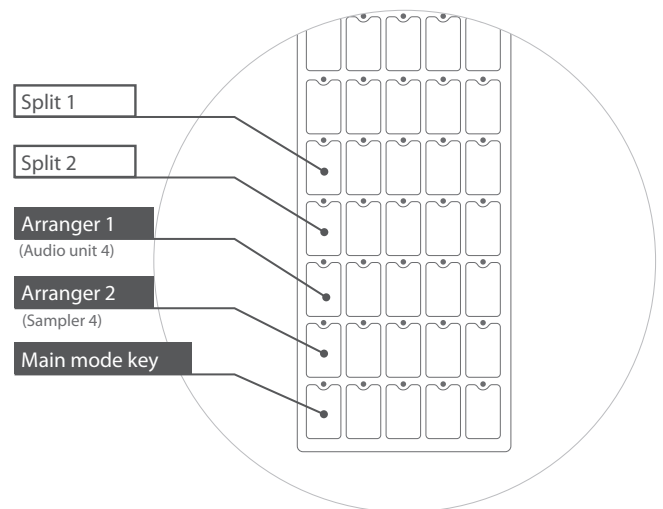 Split 1
Split 2
Arranger 1
(Audio unit 4)
Arranger 2
(Sampler 4)
Main mode key